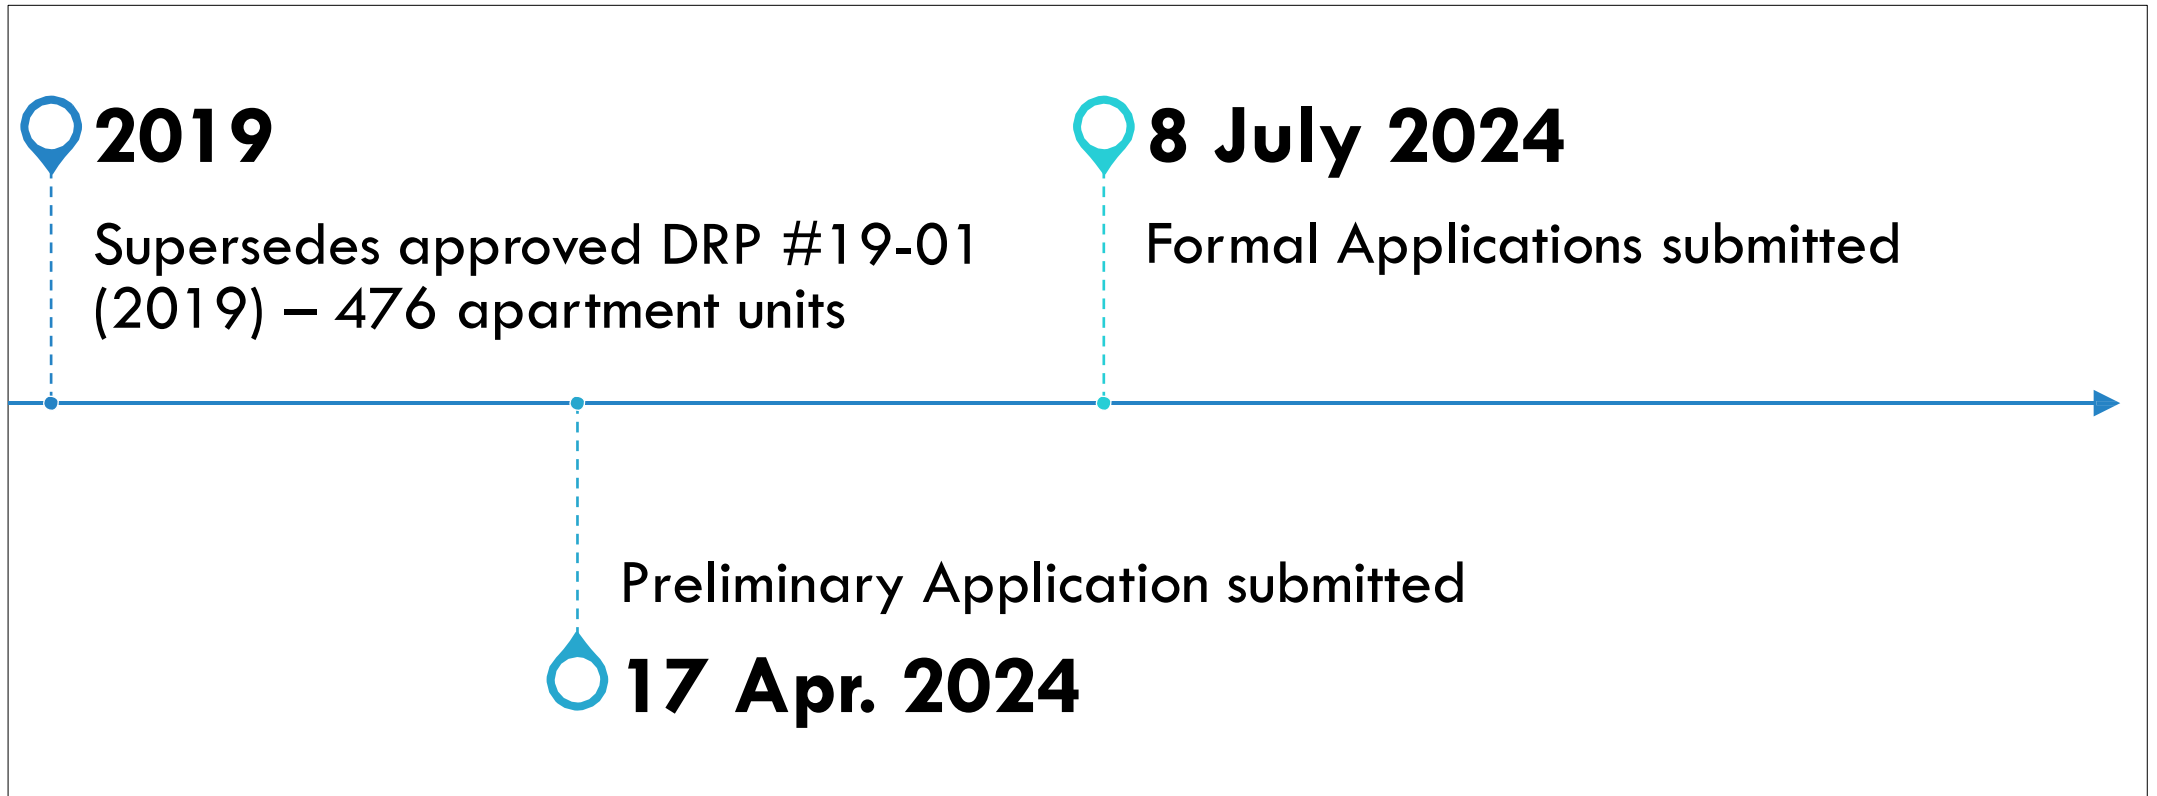 2019
Supersedes approved DRP #19-01
(2019) – 476 apartment units
8 July 2024
Formal Applications submitted
Preliminary Application submitted
17 Apr. 2024